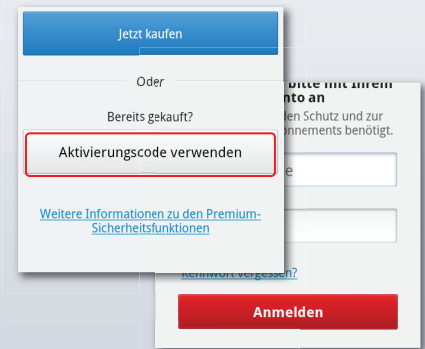 Jetzt kaufen
Oder
Bereits gekauft?
Aktivierungscode verwenden
Weitere Informationen zu den Premium-
Sicherheitsfunktionen
bitte mit Ihrem
nto an
den Schutz und zur
onnements benötigt.
e
Kennwort vergessen?
Anmelden